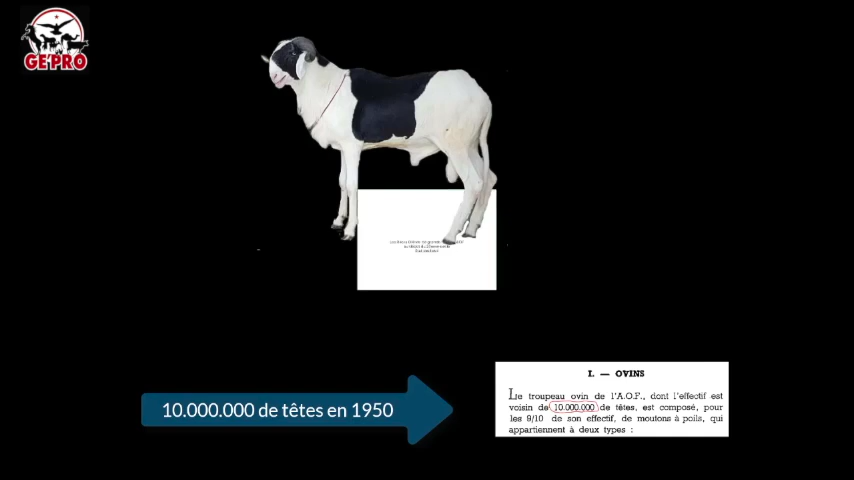 GE'PRO
10.000.000 de têtes en 1950
I. — OVINS
Le troupeau ovin de l'A.O.F., dont l'effectif est
voisin de 10.000.000 de têtes, est composé, pour
les 9/10 de son effectif, de moutons à poils, qui
appartiennent à deux types :